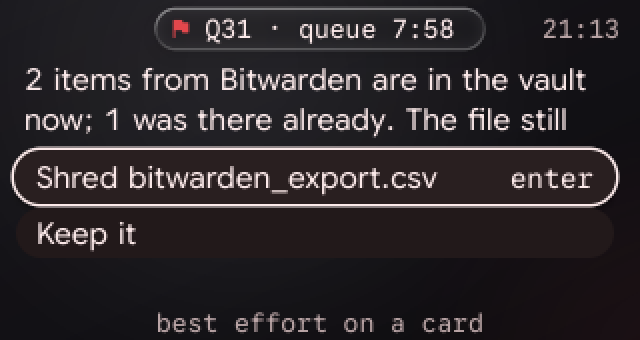 Q31 · queue 7:58
21:13
2 items from Bitwarden are in the vault
now; 1 was there already. The file still
Shred bitwarden_export.csv enter
Keep it
best effort on a card